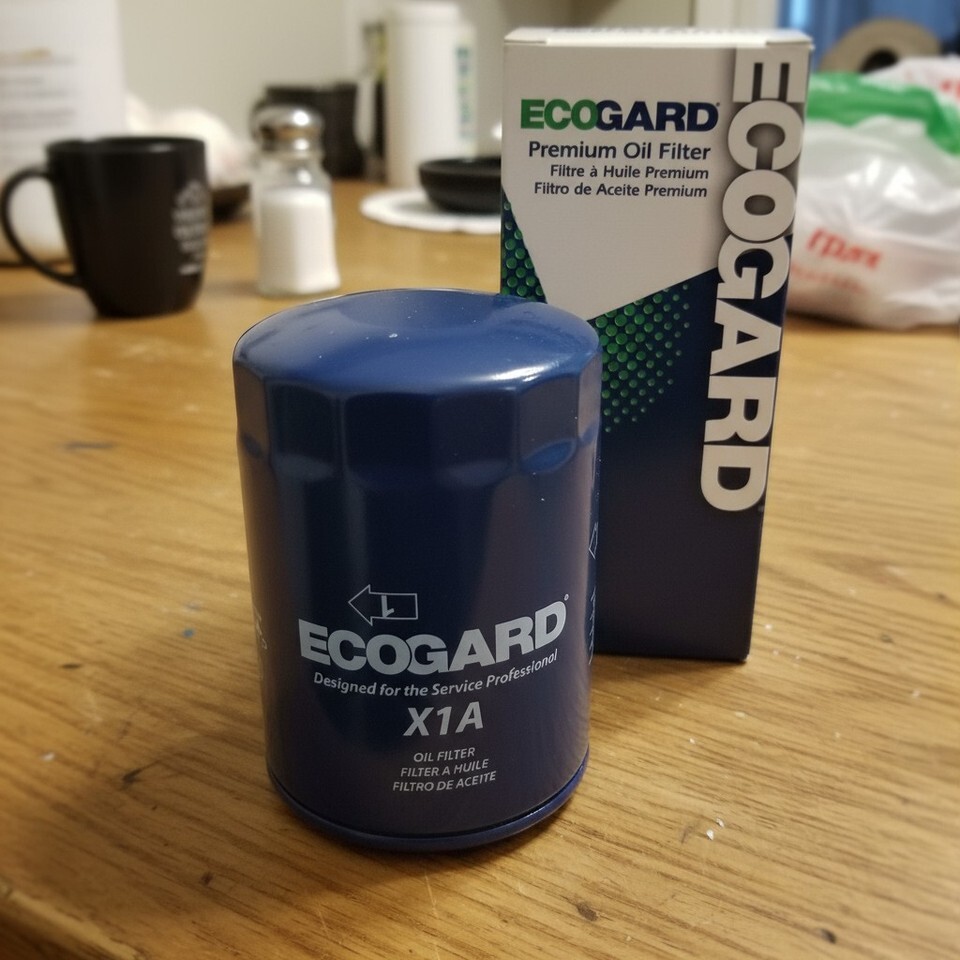 ECOGARD
Premium Oil Filter
Filtre à Huile Premium
Filtro de Aceite Premium
ECOGARD
1
ECOGARD
Designed for the Service Professional
X1A
OIL FILTER
FILTER A HUILE
FILTRO DE ACEITE